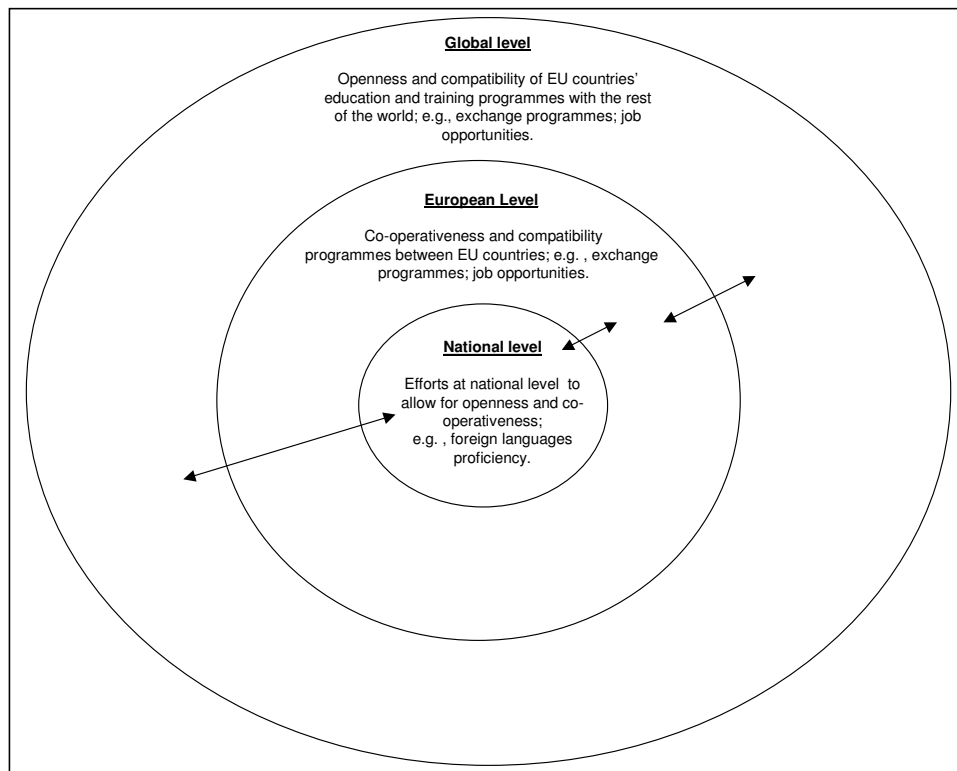 Global level
Openness and compatibility of EU countries'
education and training programmes with the rest
of the world; e.g., exchange programmes; job
opportunities.
European Level
Co-operativeness and compatibility
programmes between EU countries; e.g. , exchange
programmes; job opportunities.
National level
Efforts at national level to
allow for openness and co-
operativeness;
e.g. , foreign languages
proficiency.